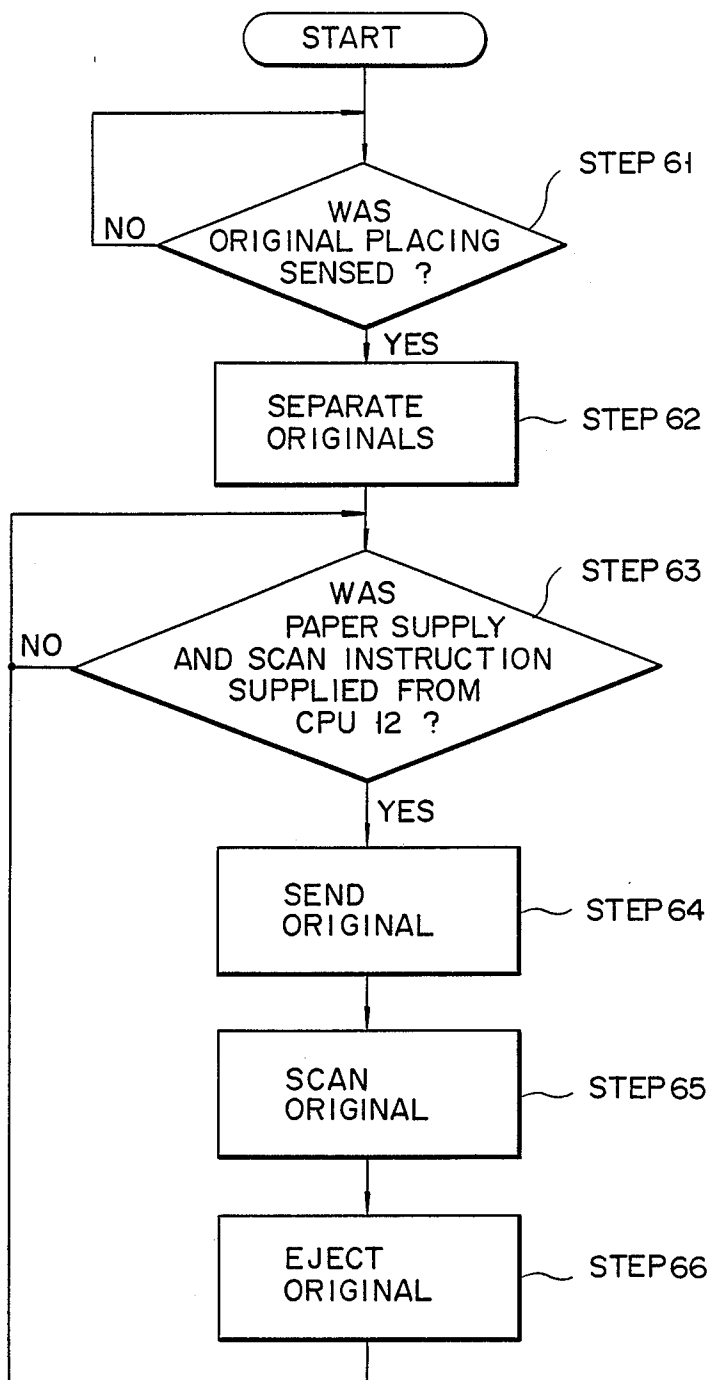 START
STEP 61
WAS
ORIGINAL PLACING
SENSED ?
NO
YES
SEPARATE
ORIGINALS
STEP 62
STEP 63
WAS
PAPER SUPPLY
AND SCAN INSTRUCTION
SUPPLIED FROM
CPU 12 ?
NO
YES
SEND
ORIGINAL
STEP 64
SCAN
ORIGINAL
STEP 65
EJECT
ORIGINAL
STEP 66